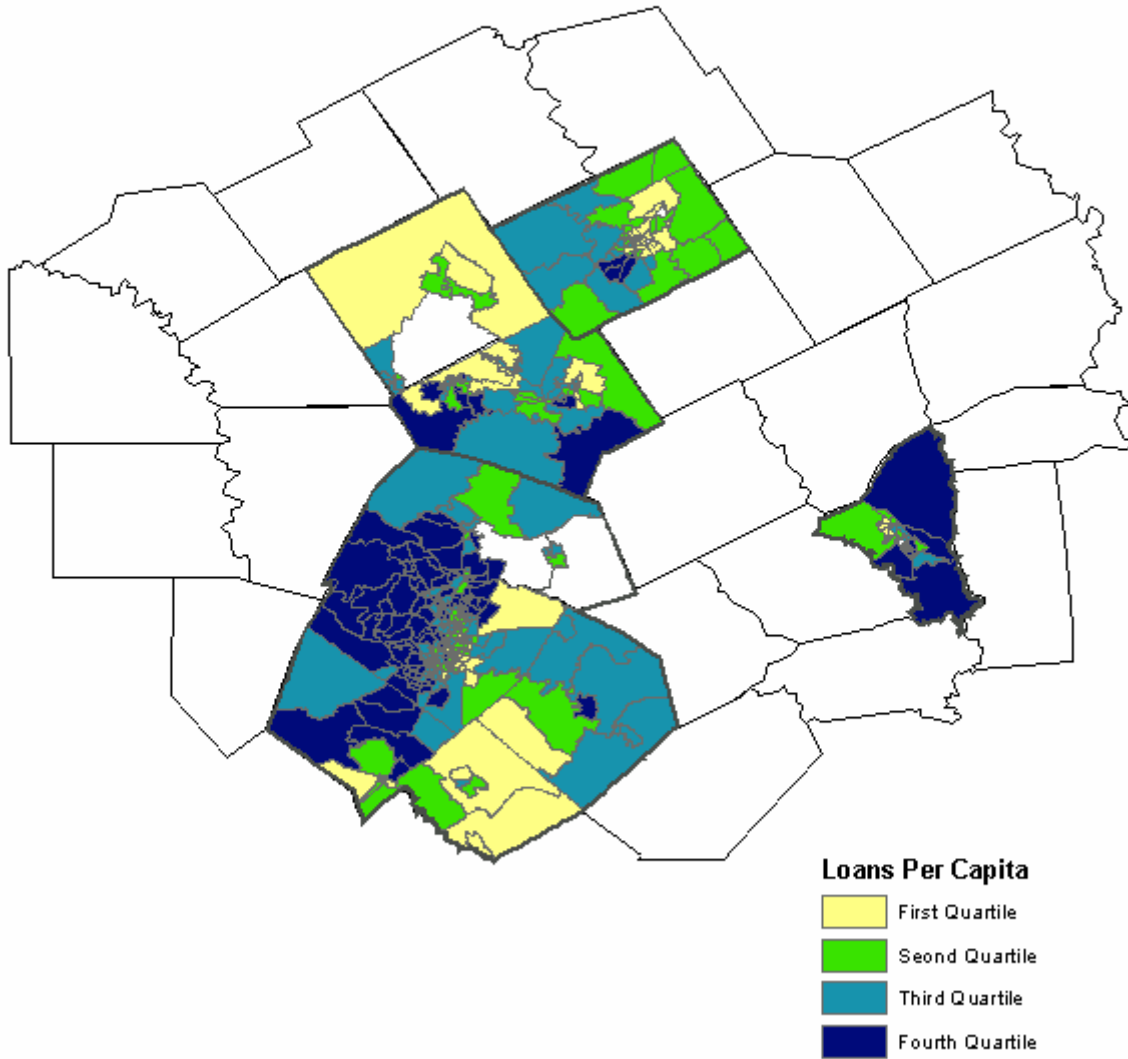 Loans Per Capita
First Quartile
Seond Quartile
Third Quartile
Fourth Quartile